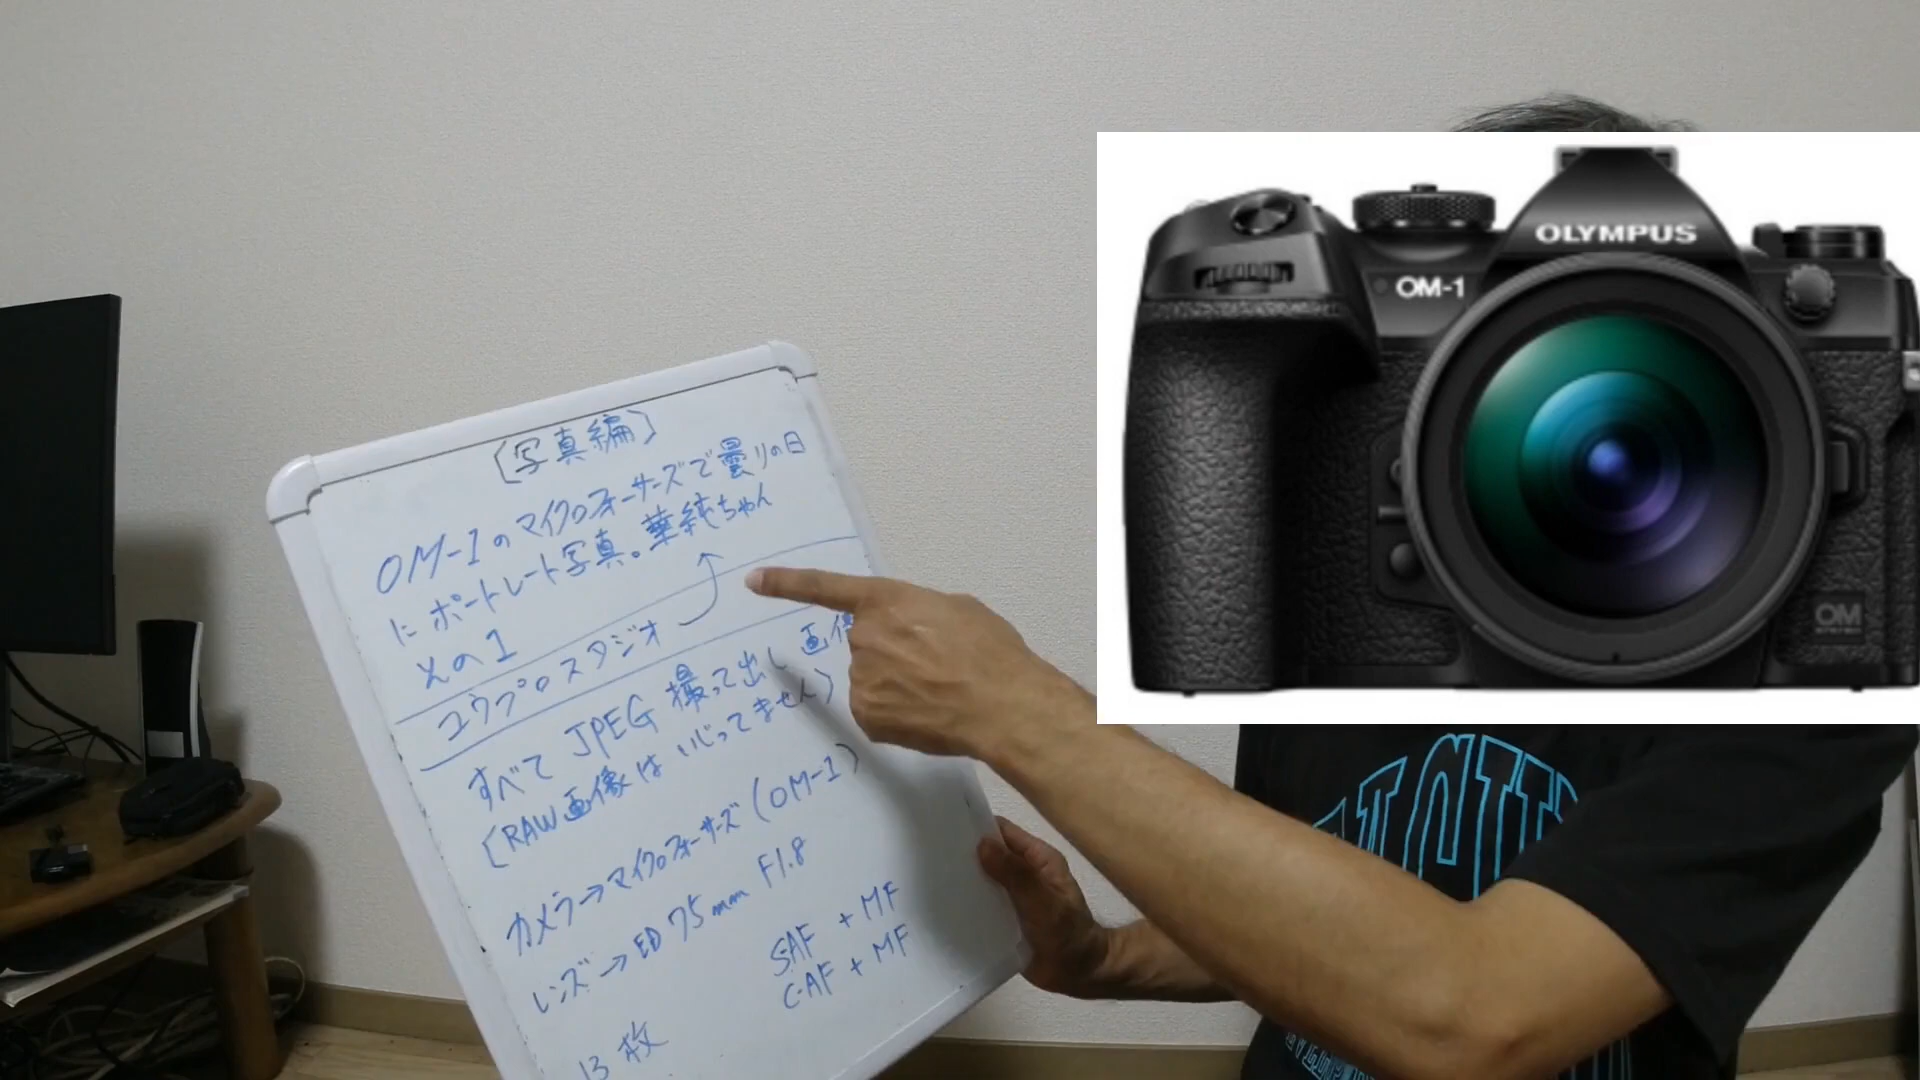 〔写真編〕
OM-1のマイクロフォーサーズで曇りの日
にポートレート写真。華純ちゃん
その1
ユウプロスタジオ
すべてJPEG撮って出し画像
〔RAW画像はいじってません〕
カメラ→マイクロフォーサーズ(OM-1)
レンズ→ED 75mm F1.8
SAF + MF
C-AF + MF
13枚
OLYMPUS
OM-1
OM